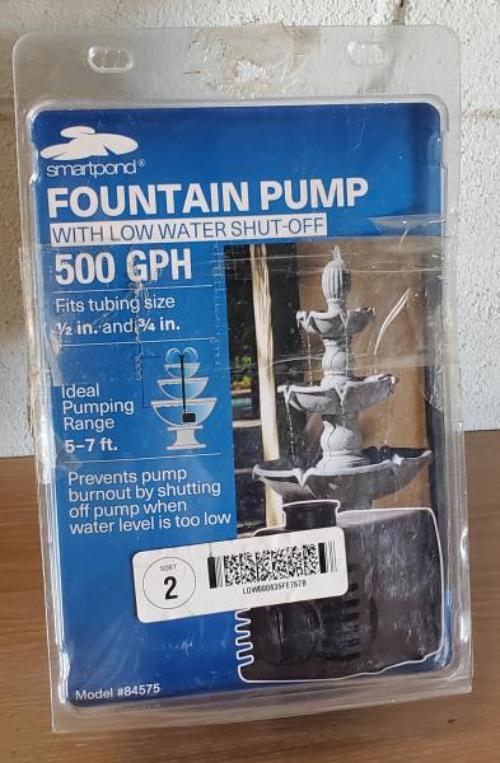 smartpond®
FOUNTAIN PUMP
WITH LOW WATER SHUT-OFF
500 GPH
Fits tubing size
½ in. and ¾ in.
Ideal
Pumping
Range
5-7 ft.
Prevents pump
burnout by shutting
off pump when
water level is too low
SORT
2
Model #84575